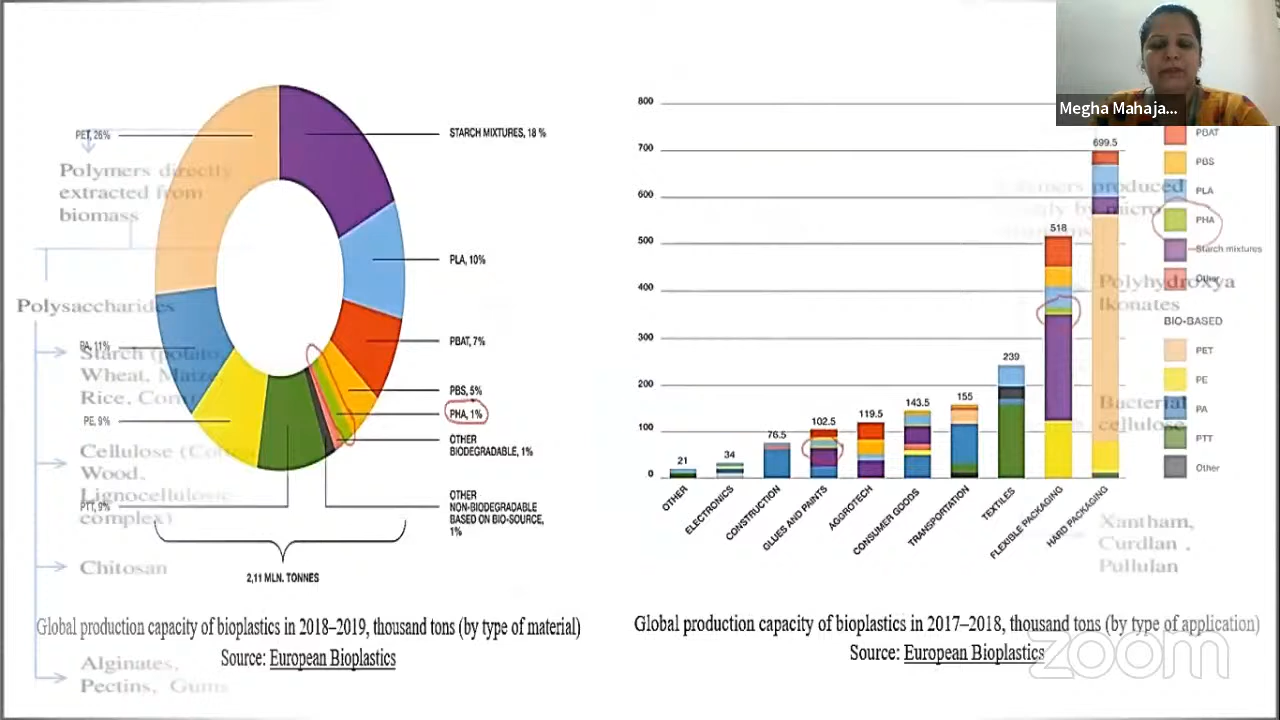 Megha Mahaja...
PET, 26%
STARCH MIXTURES, 18 %
PLA, 10%
PBAT, 7%
PBS, 5%
PHA, 1%
OTHER
BIODEGRADABLE, 1%
OTHER
NON-BIODEGRADABLE
BASED ON BIO-SOURCE,
1%
PA, 11%
PE, 9%
PTT, 9%
2,11 MLN. TONNES
Global production capacity of bioplastics in 2018–2019, thousand tons (by type of material)
Source: European Bioplastics
Polymers directly
extracted from
biomass
Polysaccharides
Starch (potato,
Wheat, Maize,
Rice,
Cellulose
Wood,
Lignocellulosic
complex)
Chitosan
Alginates,
Pectins, Gums
800
700
600
500
400
300
200
100
0
21
34
76.5
102.5
119.5
143.5
155
239
518
699.5
OTHER
ELECTRONICS
CONSTRUCTION
GLUES AND PAINTS
AGGROTECH
CONSUMER GOODS
TRANSPORTATION
TEXTILES
FLEXIBLE PACKAGING
HARD PACKAGING
PBAT
PBS
PLA
PHA
Starch mixtures
Other
BIO-BASED
PET
PE
PA
PTT
Other
produced
by micro
Polyhydroxya
lkonates
Bacterial
cellulose
Xantham,
Curdlan ,
Pullulan
Global production capacity of bioplastics in 2017–2018, thousand tons (by type of application)
Source: European Bioplastics
zoom